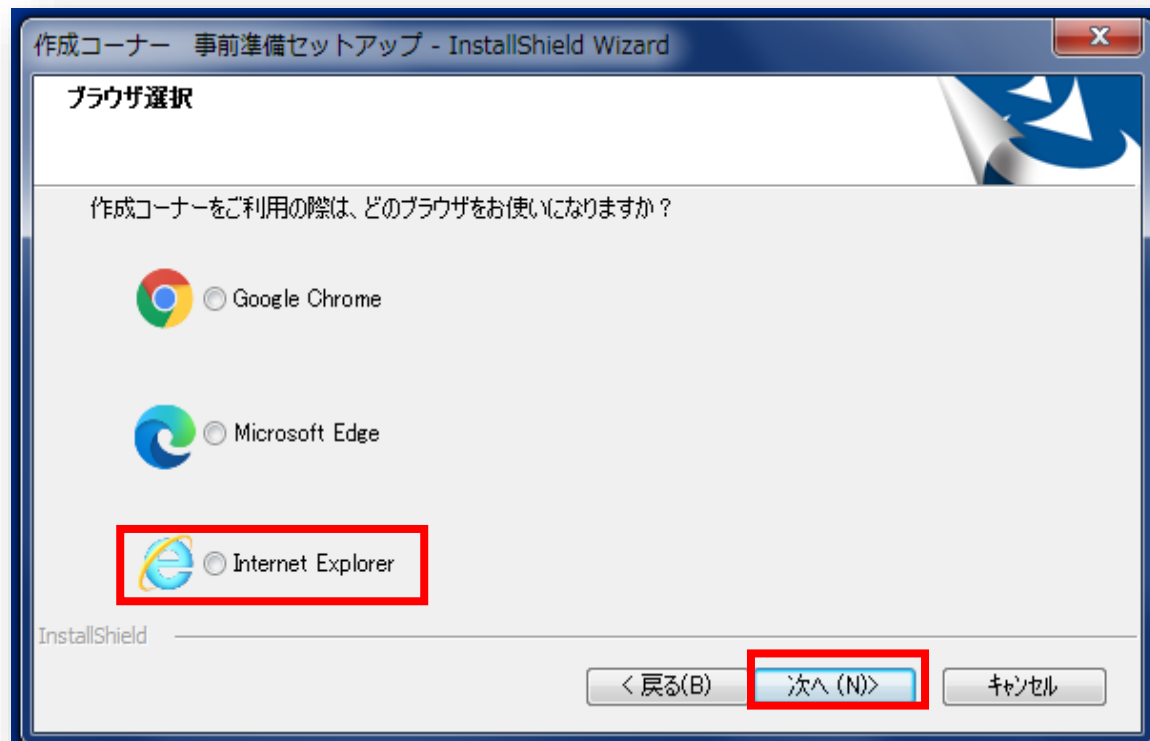 作成コーナー 事前準備セットアップ - InstallShield Wizard
ブラウザ選択
作成コーナーをご利用の際は、どのブラウザをお使いになりますか？
Google Chrome
Microsoft Edge
Internet Explorer
InstallShield
< 戻る(B) 次へ (N)> キャンセル